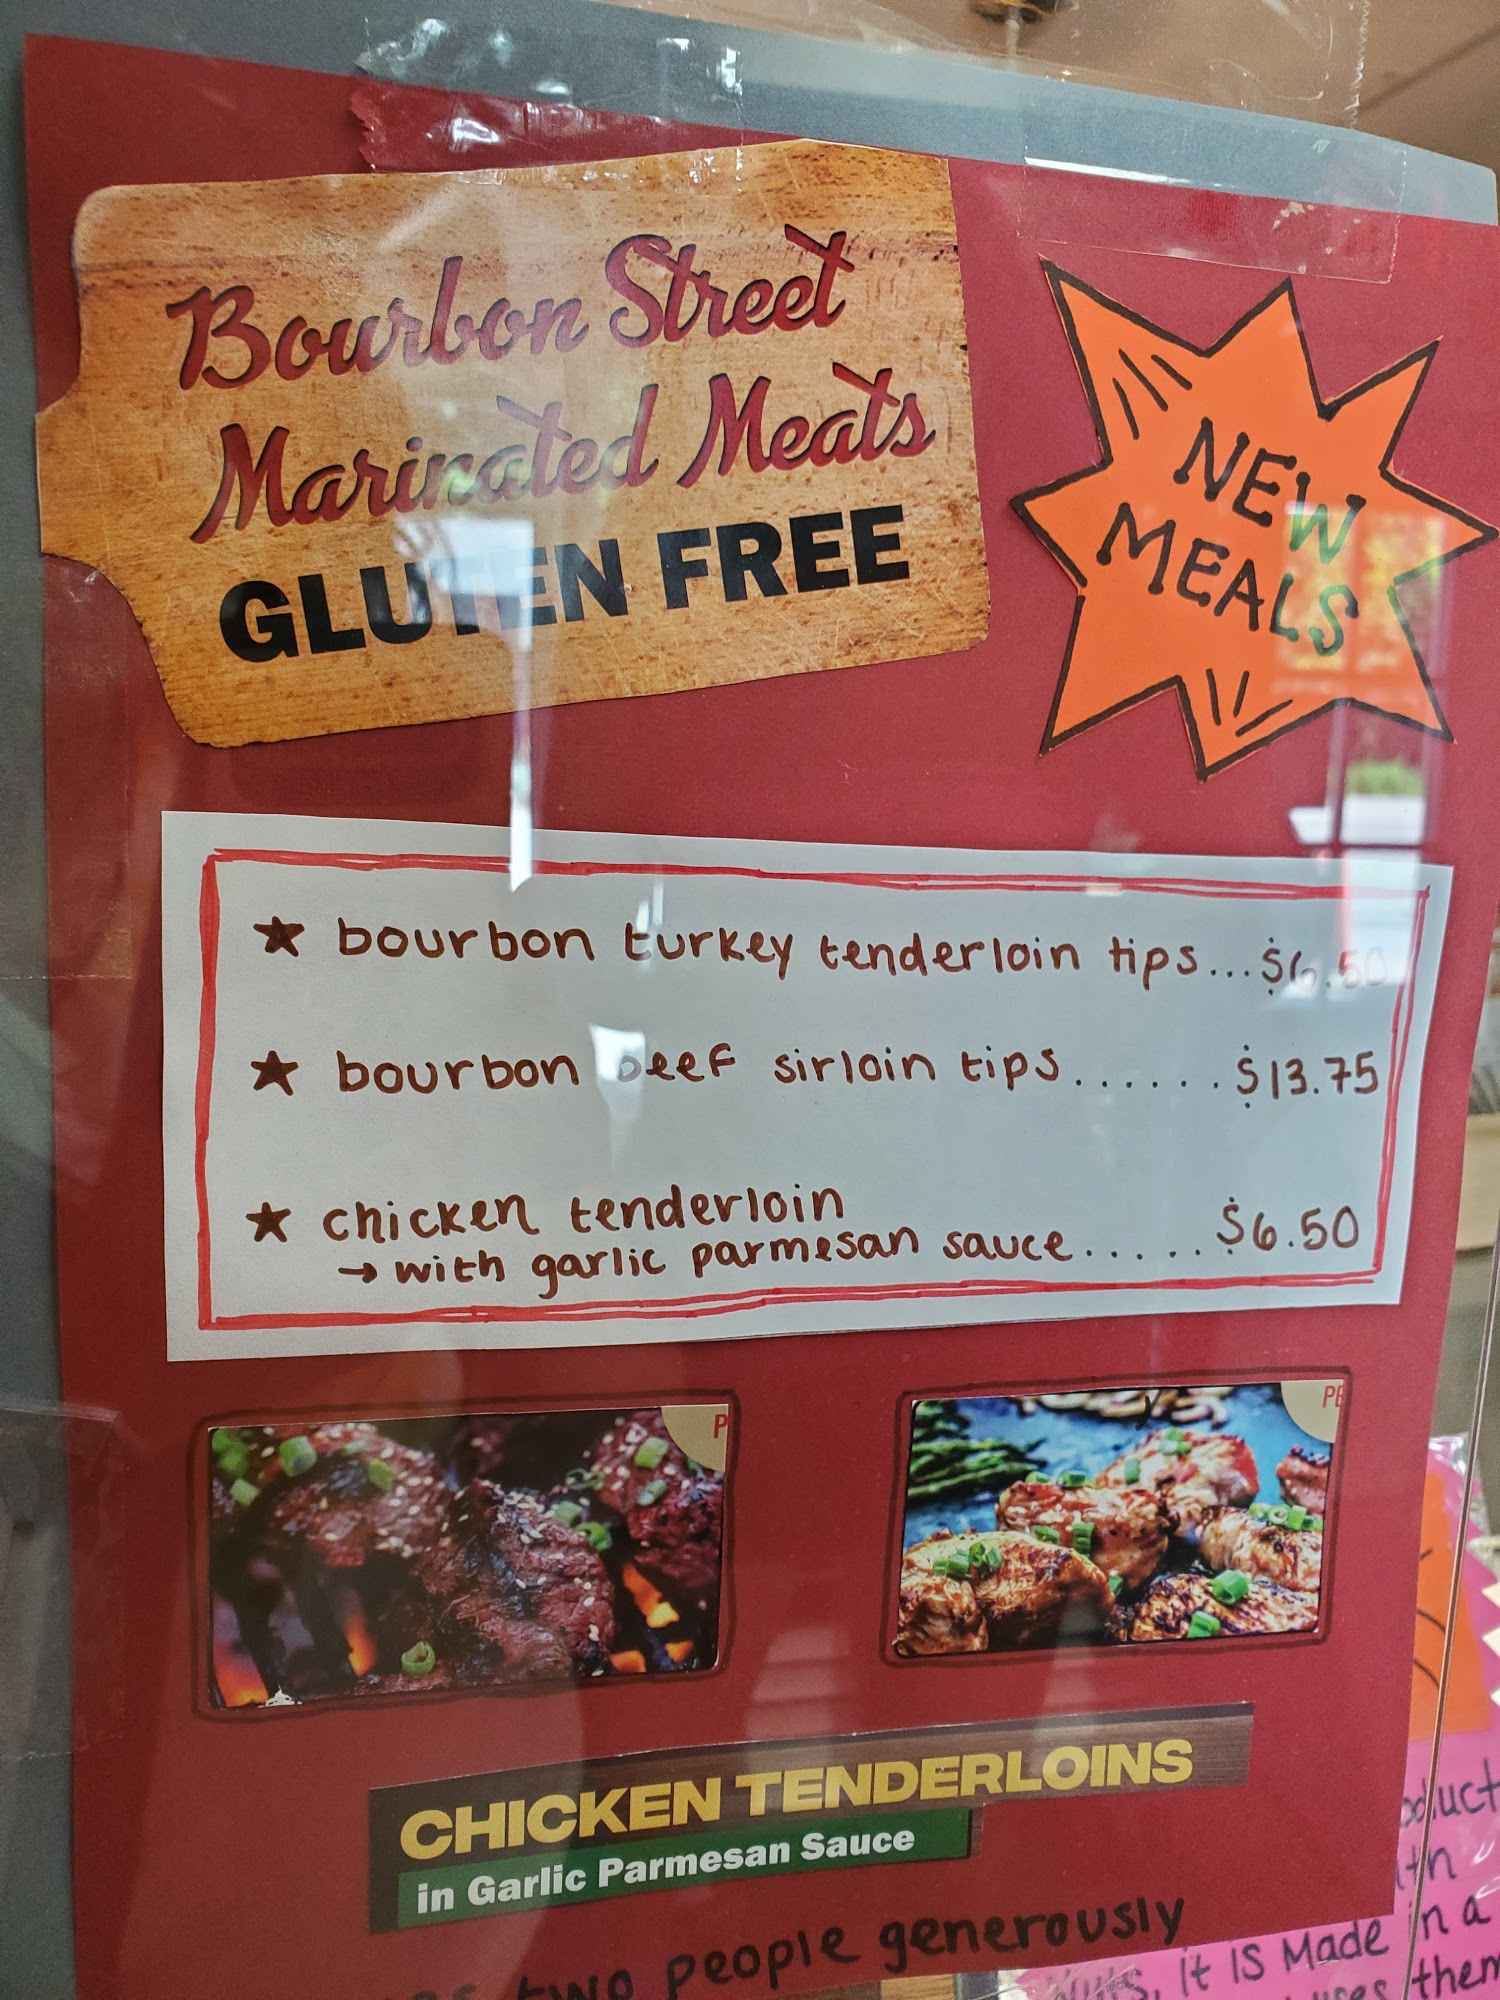 Bourbon Street
Marinated Meats
GLUTEN FREE
NEW
MEALS
★ bourbon turkey tenderloin tips...$6.50
★ bourbon beef sirloin tips......$13.75
★ chicken tenderloin
→ with garlic parmesan sauce.....$6.50
P
PE
CHICKEN TENDERLOINS
in Garlic Parmesan Sauce
two people generously
it is Made in a
them